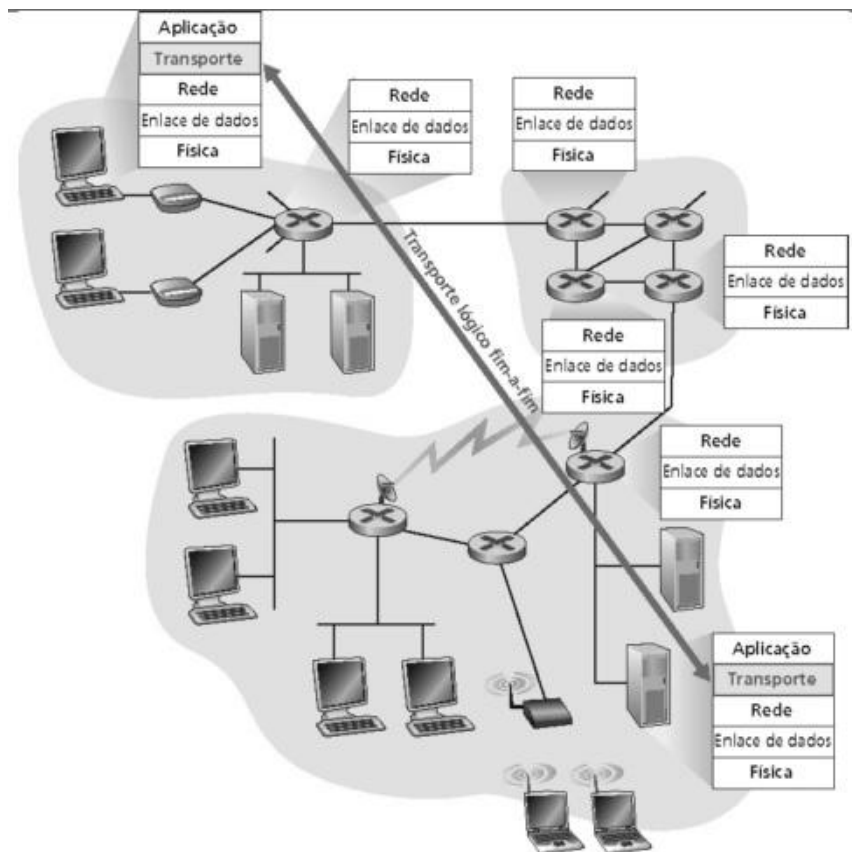 Aplicação
Transporte
Rede
Enlace de dados
Física
Rede
Enlace de dados
Física
Rede
Enlace de dados
Física
Rede
Enlace de dados
Física
Transporte lógico fim-a-fim
Rede
Enlace de dados
Física
Rede
Enlace de dados
Física
Aplicação
Transporte
Rede
Enlace de dados
Física